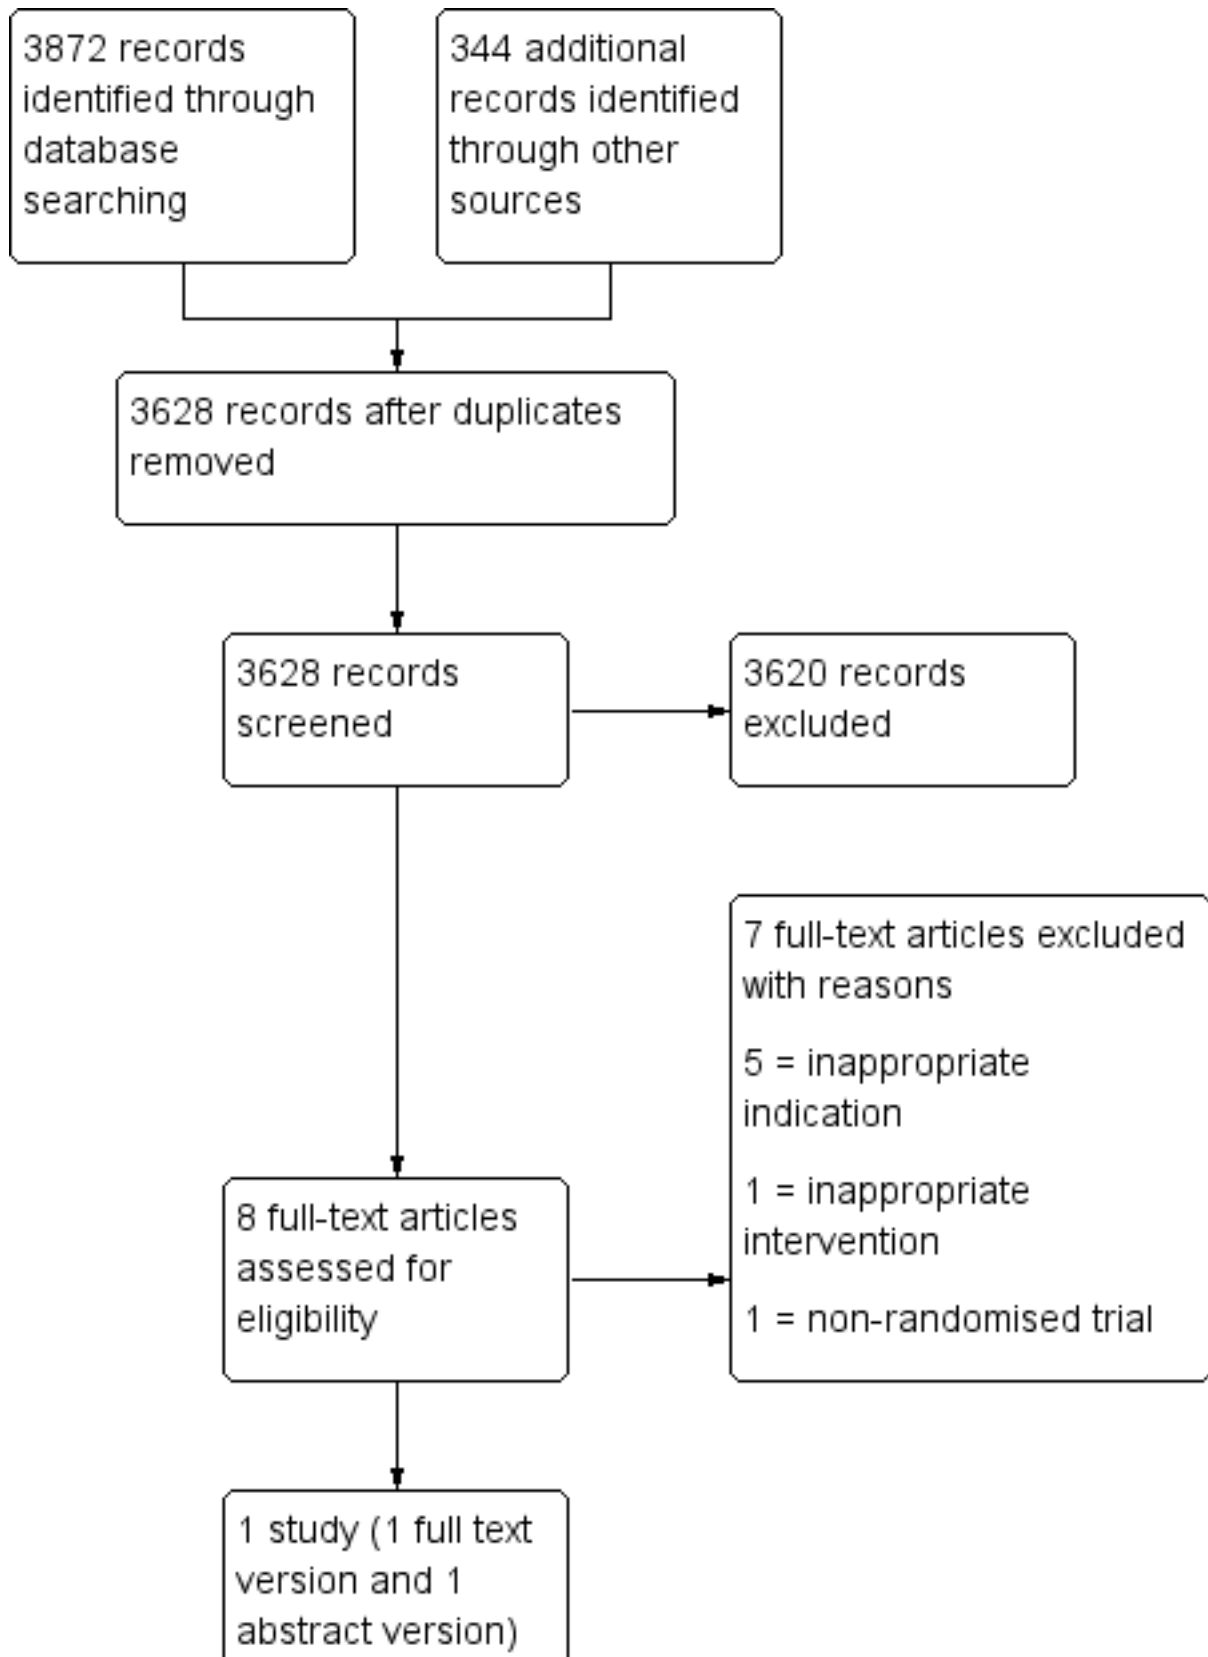 3872 records
identified through
database
searching
344 additional
records identified
through other
sources
3628 records after duplicates
removed
3628 records
screened
3620 records
excluded
7 full-text articles excluded
with reasons
5 = inappropriate
indication
1 = inappropriate
intervention
1 = non-randomised trial
8 full-text articles
assessed for
eligibility
1 study (1 full text
version and 1
abstract version)